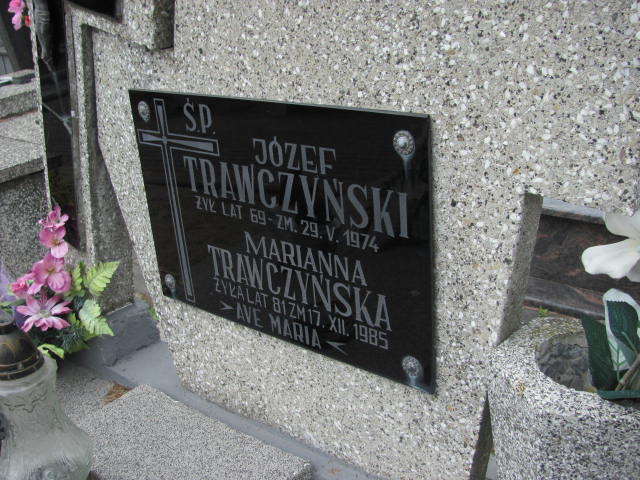 Ś.P.
JÓZEF
TRAWCZYŃSKI
ŻYŁ LAT 69 - ZM. 29. V. 1974
MARIANNA
TRAWCZYŃSKA
ŻYŁA LAT 81 ZM 17. XII. 1985
AVE MARIA